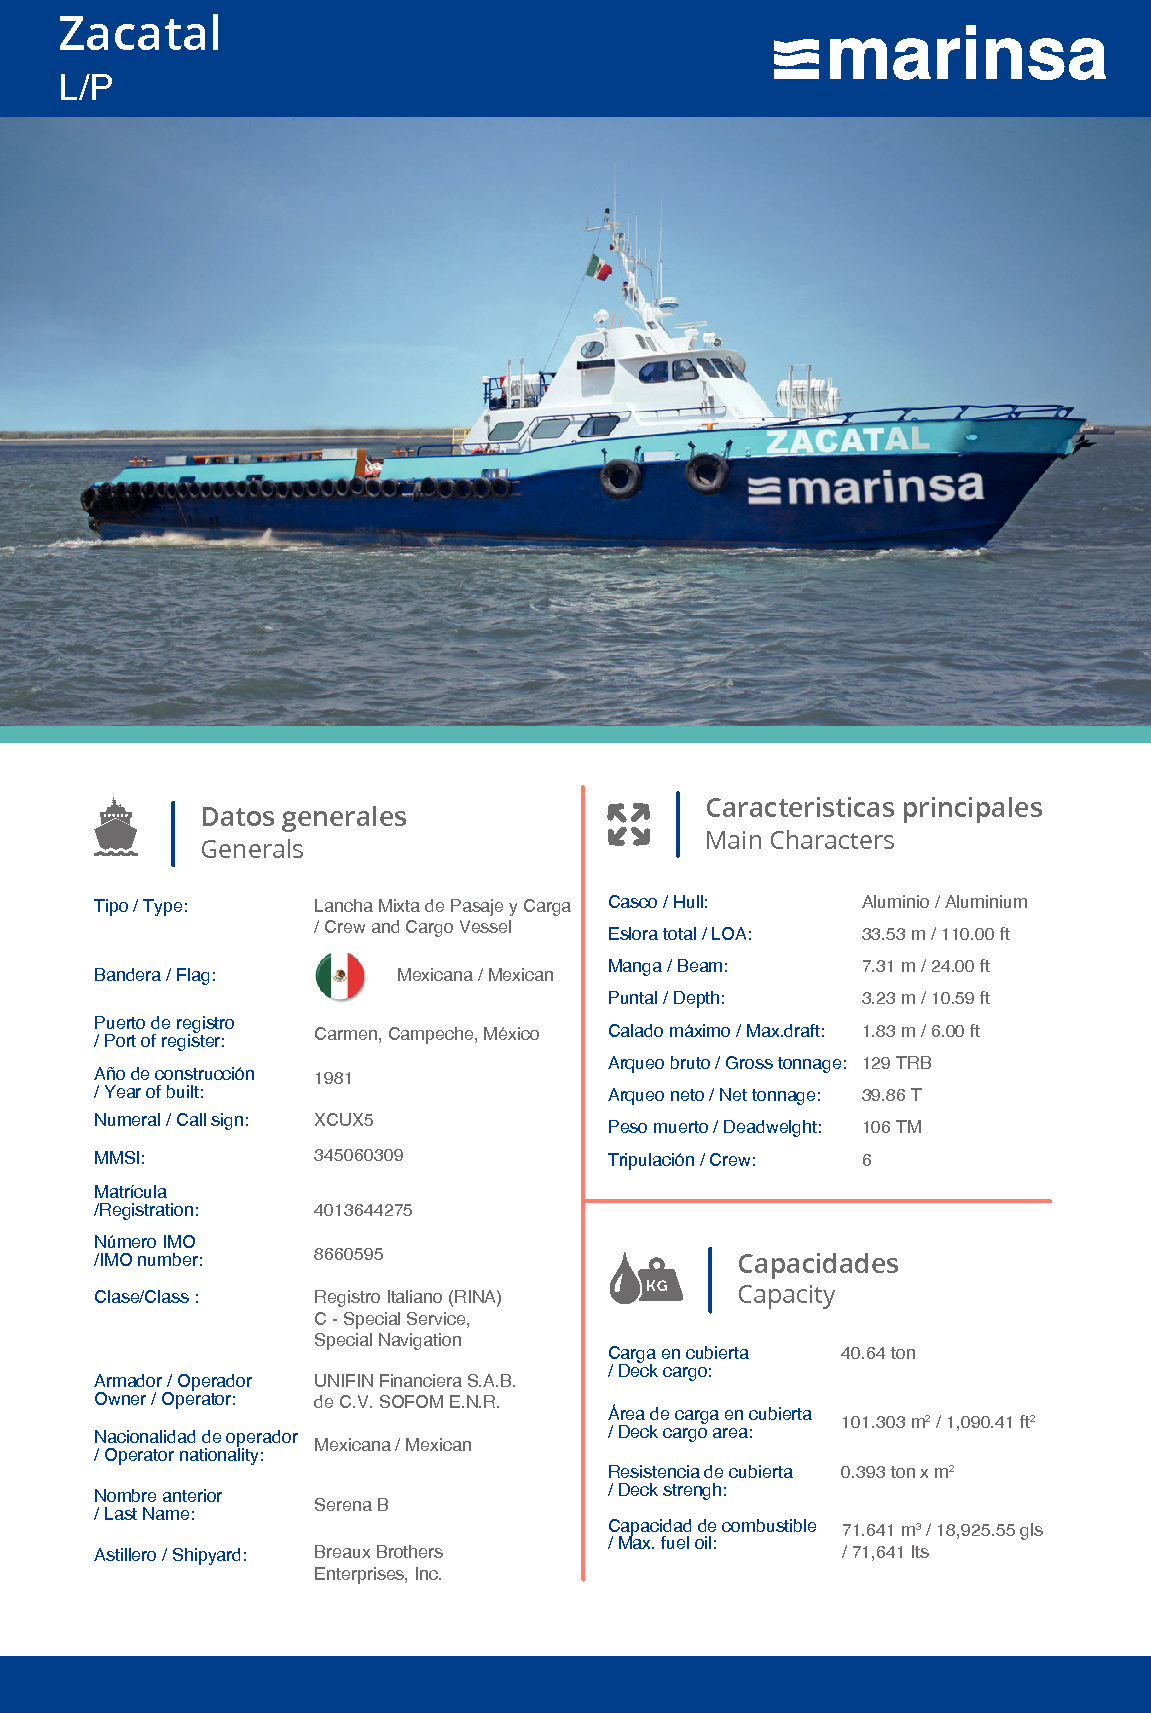 Zacatal
L/P
marinsa
ZACATAL
marinsa
Datos generales
Generals
Tipo / Type:
Lancha Mixta de Pasaje y Carga
/ Crew and Cargo Vessel
Bandera / Flag:
Mexicana / Mexican
Puerto de registro
/ Port of register:
Carmen, Campeche, México
Año de construcción
/ Year of built:
1981
Numeral / Call sign:
XCUX5
MMSI:
345060309
Matrícula
/Registration:
4013644275
Número IMO
/IMO number:
8660595
Clase/Class :
Registro Italiano (RINA)
C - Special Service,
Special Navigation
Armador / Operador
Owner / Operator:
UNIFIN Financiera S.A.B.
de C.V. SOFOM E.N.R.
Nacionalidad de operador
/ Operator nationality:
Mexicana / Mexican
Nombre anterior
/ Last Name:
Serena B
Astillero / Shipyard:
Breaux Brothers
Enterprises, Inc.
Caracteristicas principales
Main Characters
Casco / Hull:
Aluminio / Aluminium
Eslora total / LOA:
33.53 m / 110.00 ft
Manga / Beam:
7.31 m / 24.00 ft
Puntal / Depth:
3.23 m / 10.59 ft
Calado máximo / Max.draft:
1.83 m / 6.00 ft
Arqueo bruto / Gross tonnage:
129 TRB
Arqueo neto / Net tonnage:
39.86 T
Peso muerto / Deadwelght:
106 TM
Tripulación / Crew:
6
KG
Capacidades
Capacity
Carga en cubierta
/ Deck cargo:
40.64 ton
Área de carga en cubierta
/ Deck cargo area:
101.303 m² / 1,090.41 ft²
Resistencia de cubierta
/ Deck strengh:
0.393 ton x m²
Capacidad de combustible
/ Max. fuel oil:
71.641 m³ / 18,925.55 gls
/ 71,641 lts